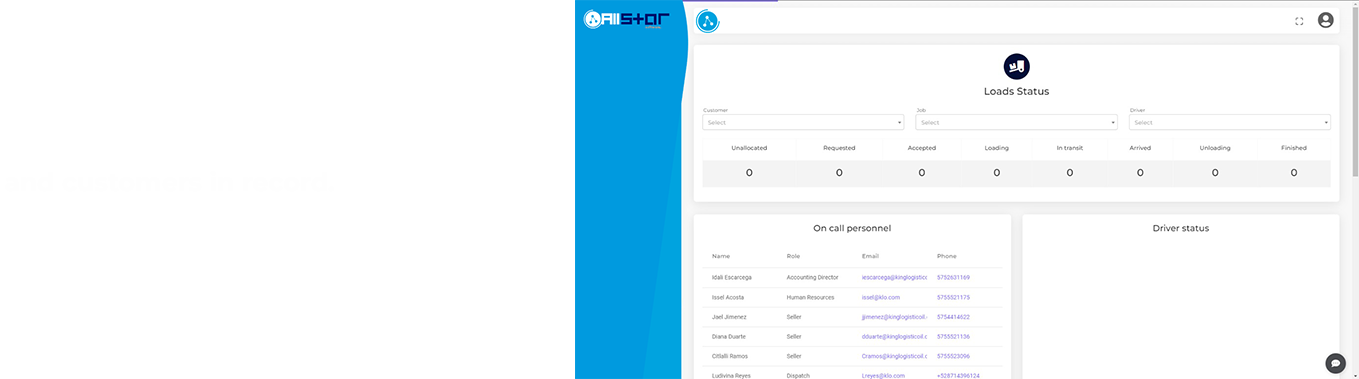 AllStar
Loads Status
Customer Job Driver
Select Select Select
Unallocated Requested Accepted Loading In transit Arrived Unloading Finished
0 0 0 0 0 0 0 0
On call personnel
Name Role Email Phone
Idali Escarcega Accounting Director iescarcega@kinglogistico 5752631169
Issel Acosta Human Resources issel@klo.com 5755521175
Jael Jimenez Seller jjimenez@kinglogisticoil. 5754414622
Diana Duarte Seller dduarte@kinglogisticoil.c 5755521136
Citlalli Ramos Seller Cramos@kinglogisticoil.c 5755523096
Ludivina Reyes Dispatch Lreyes@klo.com +528714396124
Driver status